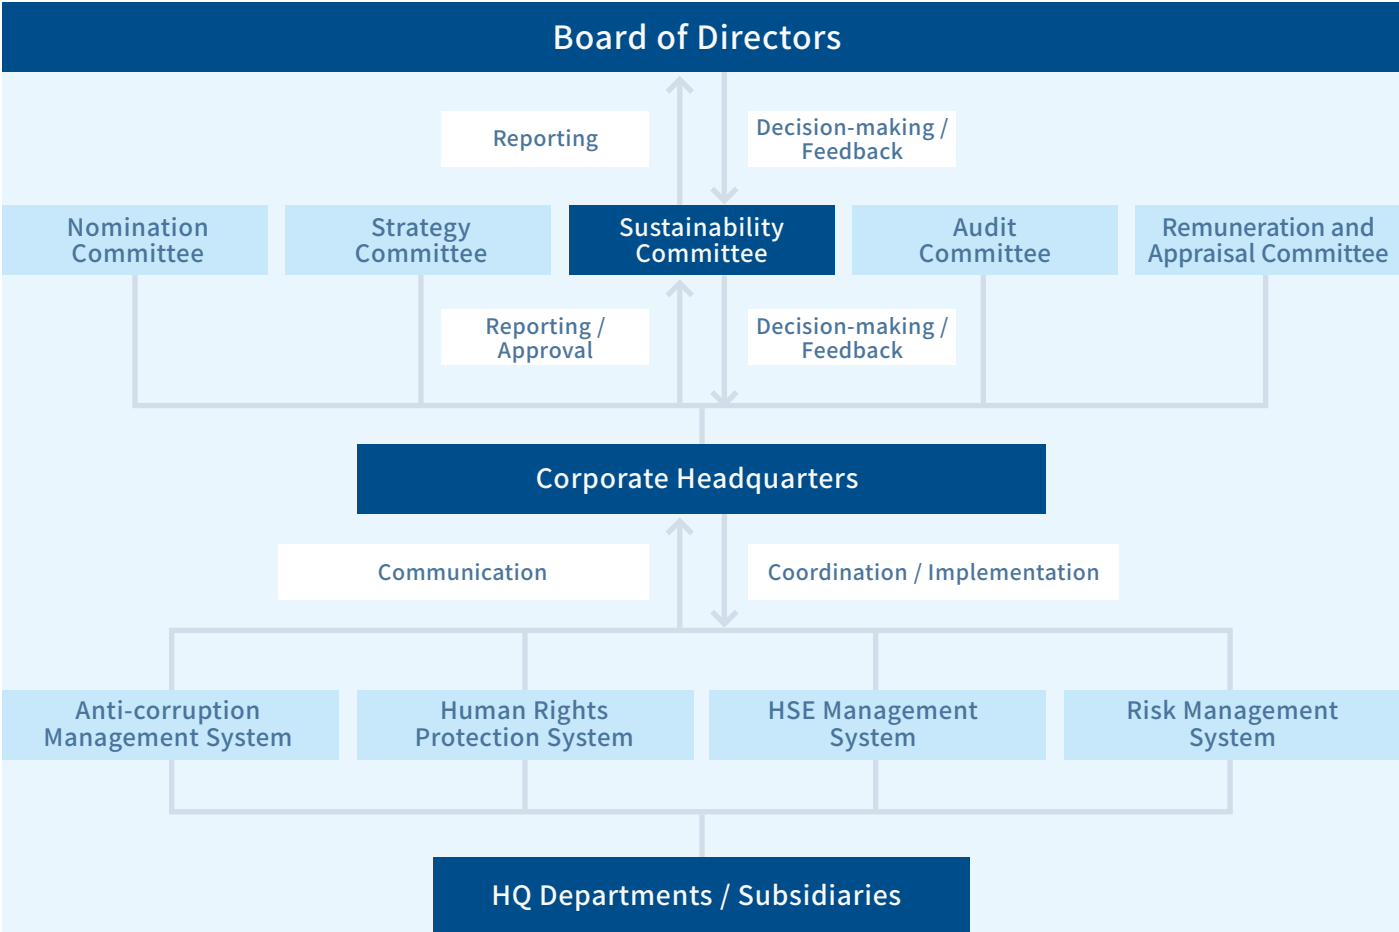 Board of Directors
Reporting
Decision-making /
Feedback
Nomination
Committee
Strategy
Committee
Sustainability
Committee
Audit
Committee
Remuneration and
Appraisal Committee
Reporting /
Approval
Decision-making /
Feedback
Corporate Headquarters
Communication
Coordination / Implementation
Anti-corruption
Management System
Human Rights
Protection System
HSE Management
System
Risk Management
System
HQ Departments / Subsidiaries